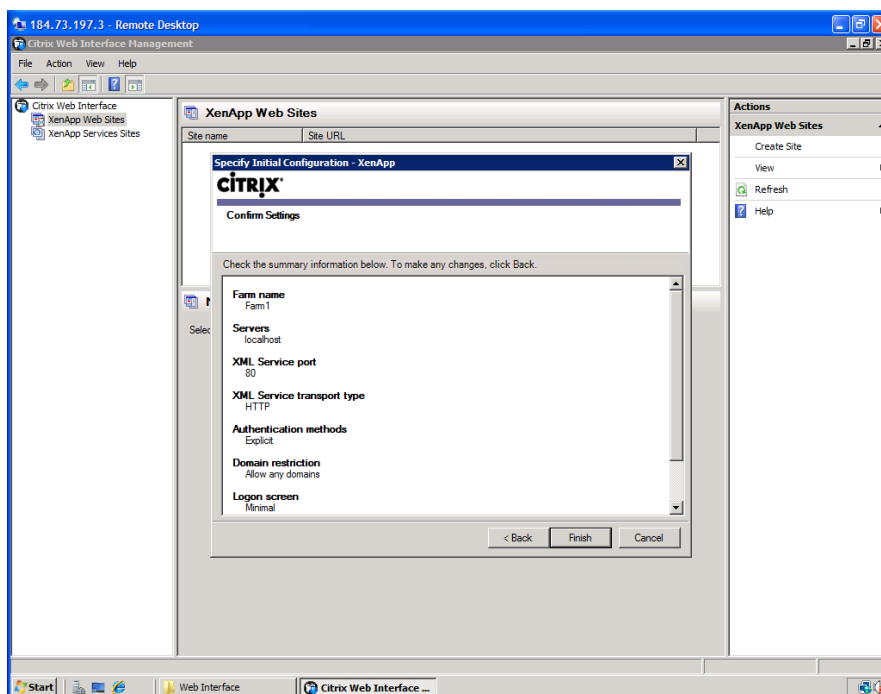 184.73.197.3 - Remote Desktop
Citrix Web Interface Management
File Action View Help
Citrix Web Interface
XenApp Web Sites
XenApp Services Sites
XenApp Web Sites
Site name Site URL
Specify Initial Configuration - XenApp
CITRIX
Confirm Settings
Check the summary information below. To make any changes, click Back.
Farm name
Farm1
Servers
localhost
XML Service port
80
XML Service transport type
HTTP
Authentication methods
Explicit
Domain restriction
Allow any domains
Logon screen
Minimal
< Back Finish Cancel
Selec
Actions
XenApp Web Sites
Create Site
View
Refresh
Help
Start Web Interface Citrix Web Interface ...